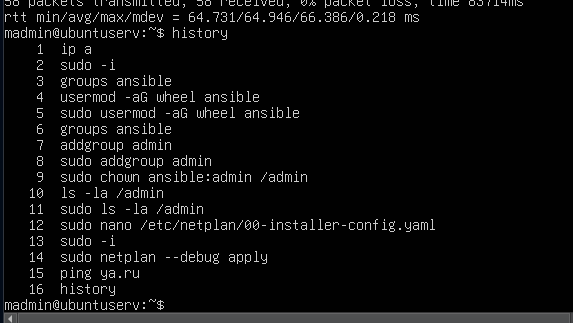 58 packets transmitted, 58 received, 0% packet loss, time 83714ms
rtt min/avg/max/mdev = 64.731/64.946/66.386/0.218 ms
madmin@ubuntuserv:~$ history
1 ip a
2 sudo -i
3 groups ansible
4 usermod -aG wheel ansible
5 sudo usermod -aG wheel ansible
6 groups ansible
7 addgroup admin
8 sudo addgroup admin
9 sudo chown ansible:admin /admin
10 ls -la /admin
11 sudo ls -la /admin
12 sudo nano /etc/netplan/00-installer-config.yaml
13 sudo -i
14 sudo netplan --debug apply
15 ping ya.ru
16 history
madmin@ubuntuserv:~$